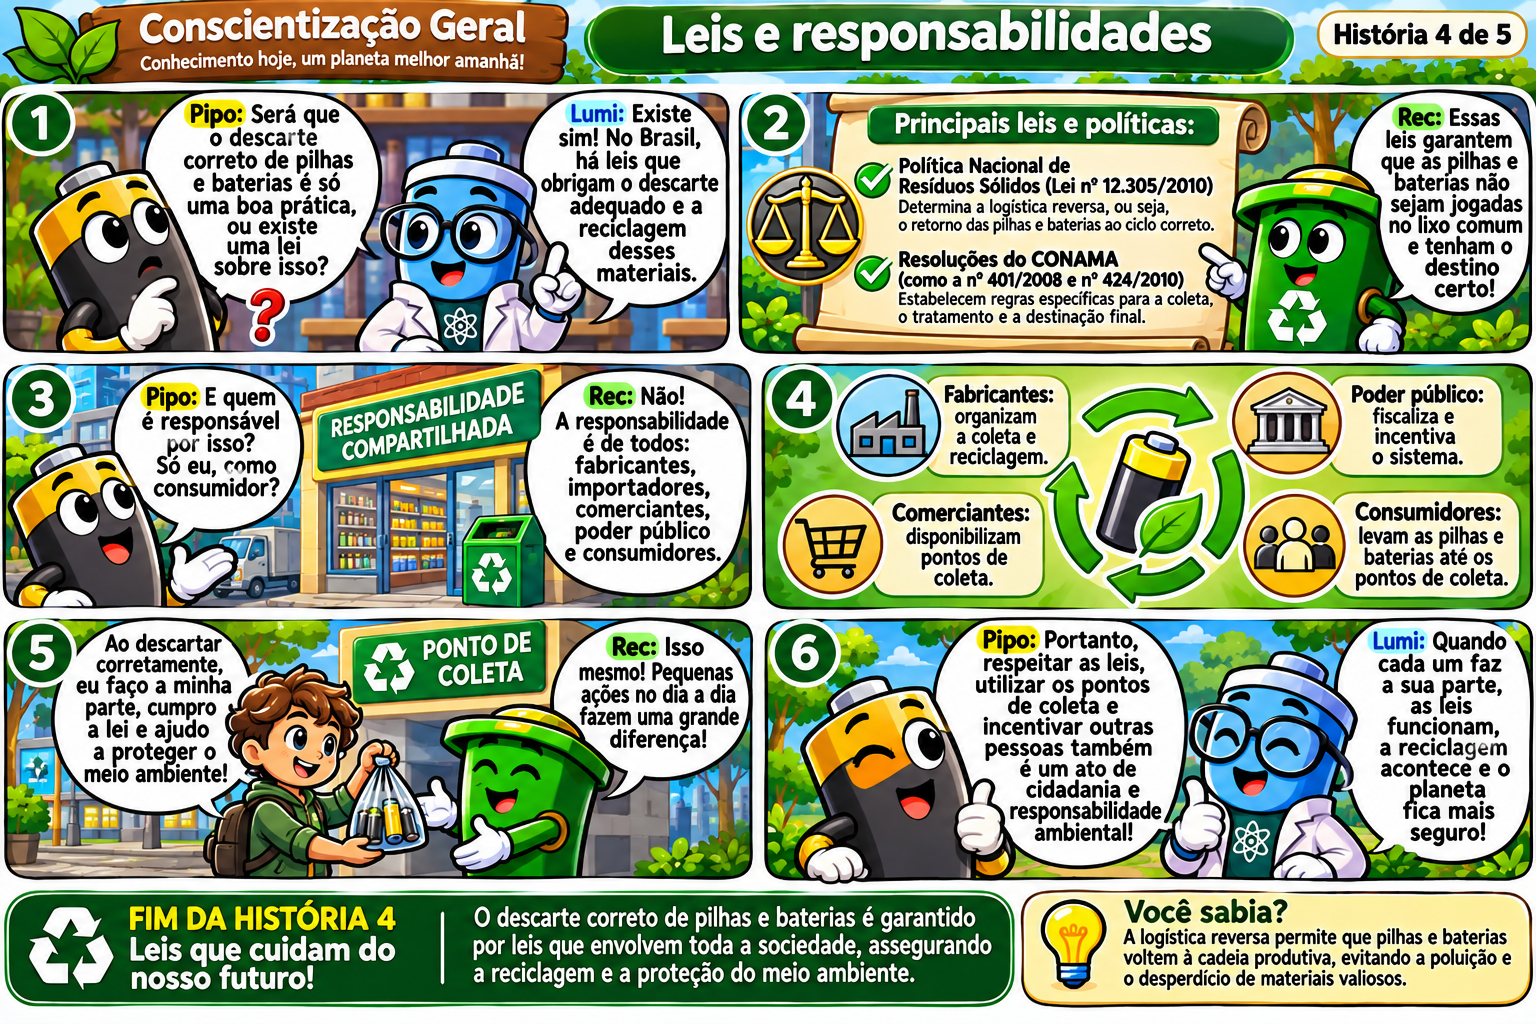 Conscientização Geral
Conhecimento hoje, um planeta melhor amanhã!
Leis e responsabilidades
História 4 de 5
1
Pipo: Será que
o descarte
correto de pilhas
e baterias é só
uma boa prática,
ou existe
uma lei
sobre isso?
?
Lumi: Existe
sim! No Brasil,
há leis que
obrigam o descarte
adequado e a
reciclagem
desses
materiais.
2
Principais leis e políticas:
Política Nacional de
Resíduos Sólidos (Lei nº 12.305/2010)
Determina a logística reversa, ou seja,
o retorno das pilhas e baterias ao ciclo correto.
Resoluções do CONAMA
(como a nº 401/2008 e nº 424/2010)
Estabelecem regras específicas para a coleta,
o tratamento e a destinação final.
Rec: Essas
leis garantem
que as pilhas e
baterias não
sejam jogadas
no lixo comum
e tenham o
destino
certo!
3
Pipo: E quem
é responsável
por isso?
Só eu, como
consumidor?
RESPONSABILIDADE
COMPARTILHADA
Rec: Não!
A responsabilidade
é de todos:
fabricantes,
importadores,
comerciantes,
poder público
e consumidores.
4
Fabricantes:
organizam
a coleta e
reciclagem.
Poder público:
fiscaliza e
incentiva
o sistema.
Comerciantes:
disponibilizam
pontos de
coleta.
Consumidores:
levam as pilhas e
baterias até os
pontos de coleta.
5
Ao descartar
corretamente,
eu faço a minha
parte, cumpro
a lei e ajudo
a proteger o
meio ambiente!
PONTO DE
COLETA
Rec: Isso
mesmo! Pequenas
ações no dia a dia
fazem uma grande
diferença!
6
Pipo: Portanto,
respeitar as leis,
utilizar os pontos
de coleta e
incentivar outras
pessoas também
é um ato de
cidadania e
responsabilidade
ambiental!
Lumi: Quando
cada um faz
a sua parte,
as leis
funcionam,
a reciclagem
acontece e o
planeta
fica mais
seguro!
FIM DA HISTÓRIA 4
Leis que cuidam do
nosso futuro!
O descarte correto de pilhas e baterias é garantido
por leis que envolvem toda a sociedade, assegurando
a reciclagem e a proteção do meio ambiente.
Você sabia?
A logística reversa permite que pilhas e baterias
voltem à cadeia produtiva, evitando a poluição e
o desperdício de materiais valiosos.